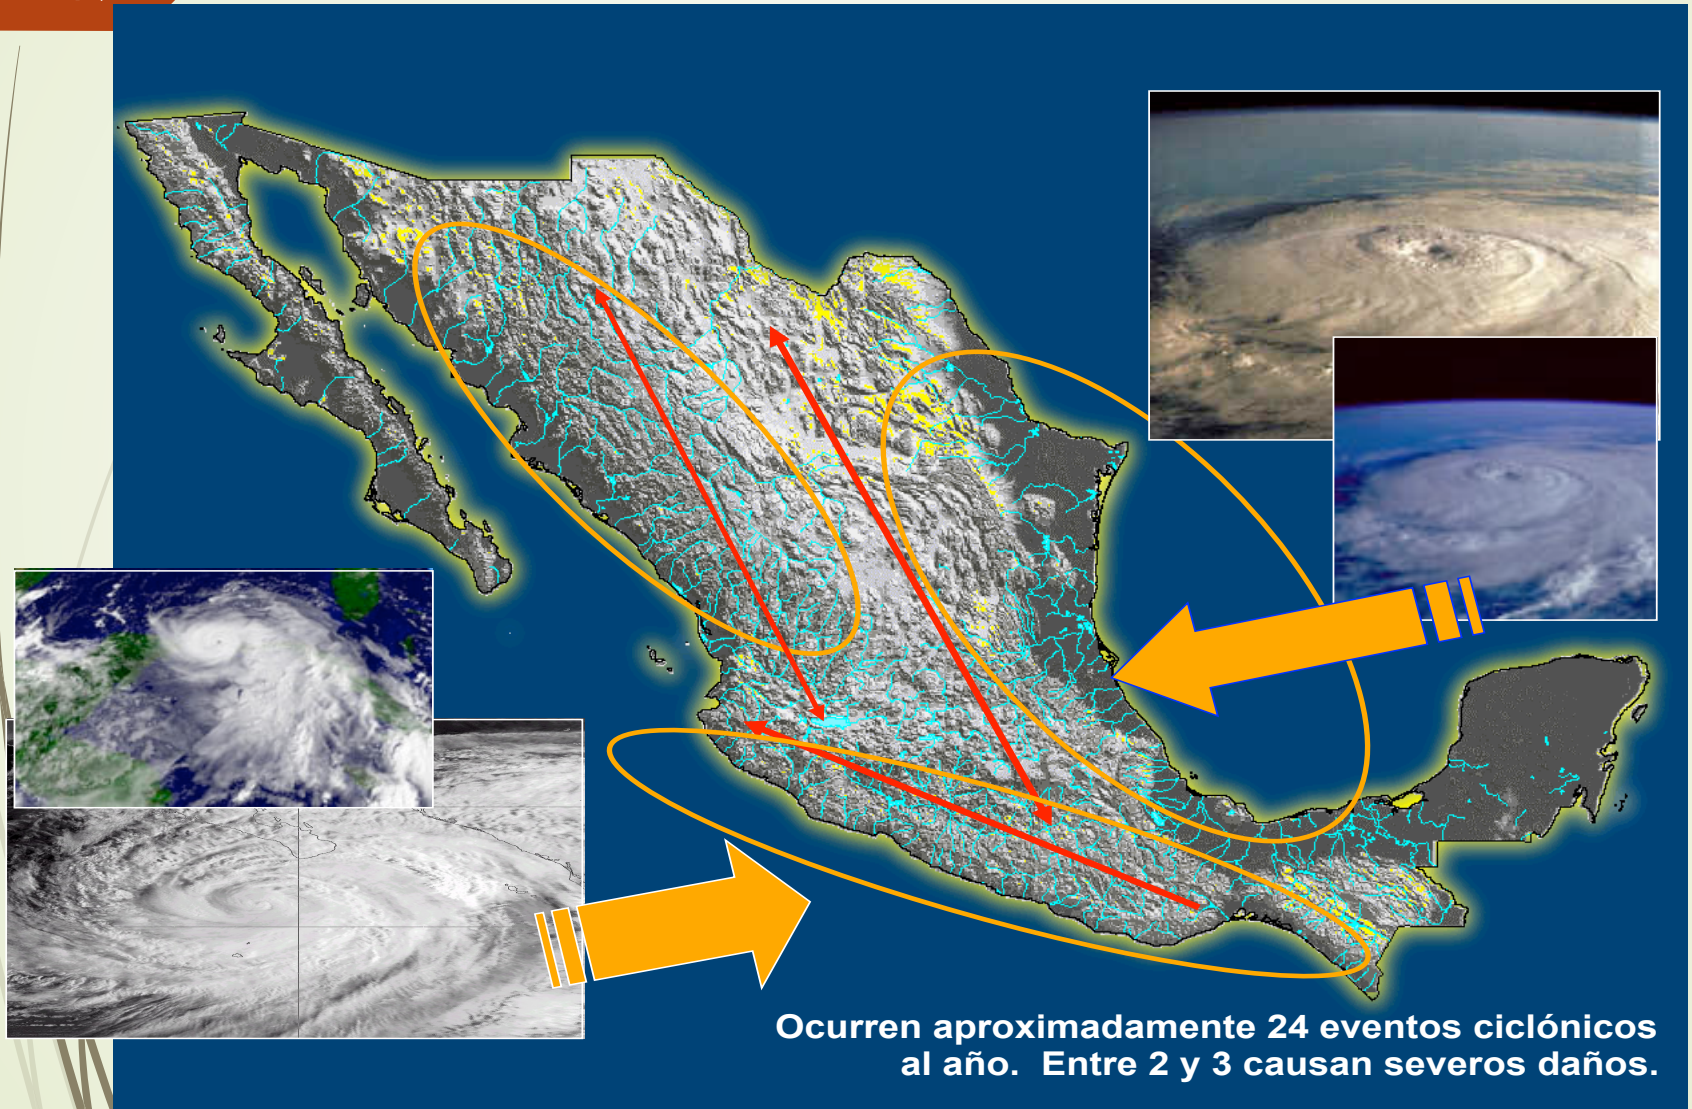 Ocurren aproximadamente 24 eventos ciclónicos
al año.  Entre 2 y 3 causan severos daños.